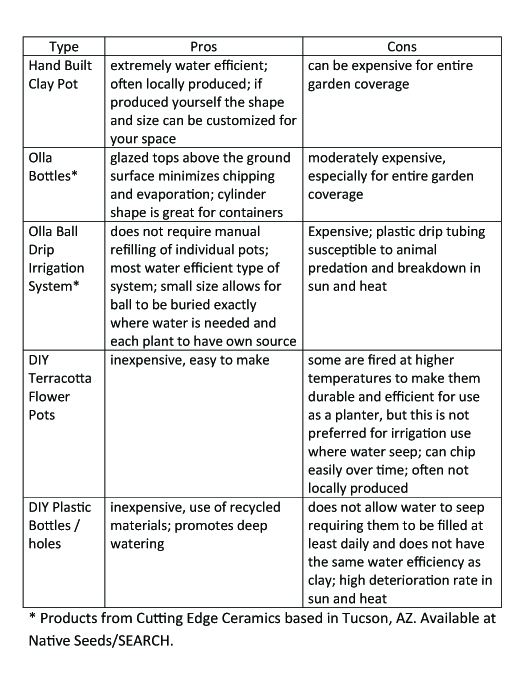 Type Pros Cons
Hand Built
Clay Pot
extremely water efficient;
often locally produced; if
produced yourself the shape
and size can be customized for
your space
can be expensive for entire
garden coverage
Olla
Bottles*
glazed tops above the ground
surface minimizes chipping
and evaporation; cylinder
shape is great for containers
moderately expensive,
especially for entire garden
coverage
Olla Ball
Drip
Irrigation
System*
does not require manual
refilling of individual pots;
most water efficient type of
system; small size allows for
ball to be buried exactly
where water is needed and
each plant to have own source
Expensive; plastic drip tubing
susceptible to animal
predation and breakdown in
sun and heat
DIY
Terracotta
Flower
Pots
inexpensive, easy to make
some are fired at higher
temperatures to make them
durable and efficient for use
as a planter, but this is not
preferred for irrigation use
where water seep; can chip
easily over time; often not
locally produced
DIY Plastic
Bottles /
holes
inexpensive, use of recycled
materials; promotes deep
watering
does not allow water to seep
requiring them to be filled at
least daily and does not have
the same water efficiency as
clay; high deterioration rate in
sun and heat
* Products from Cutting Edge Ceramics based in Tucson, AZ. Available at
Native Seeds/SEARCH.